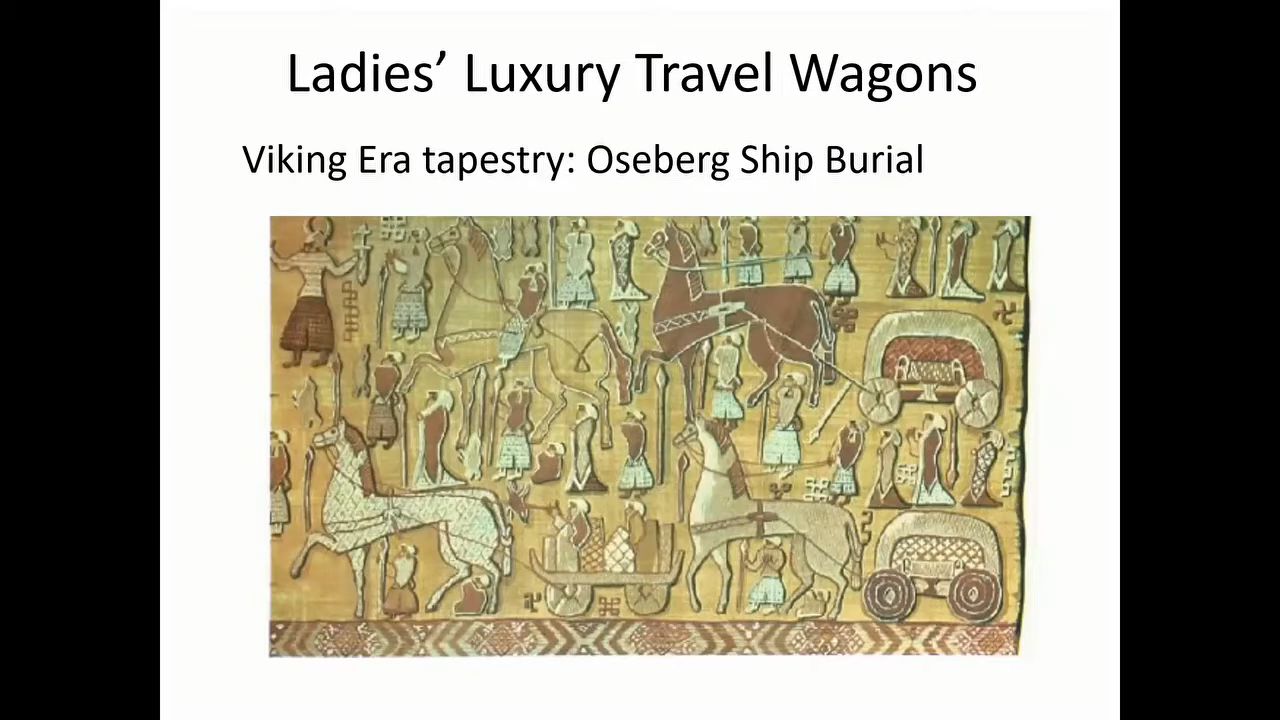 Ladies’ Luxury Travel Wagons
Viking Era tapestry: Oseberg Ship Burial